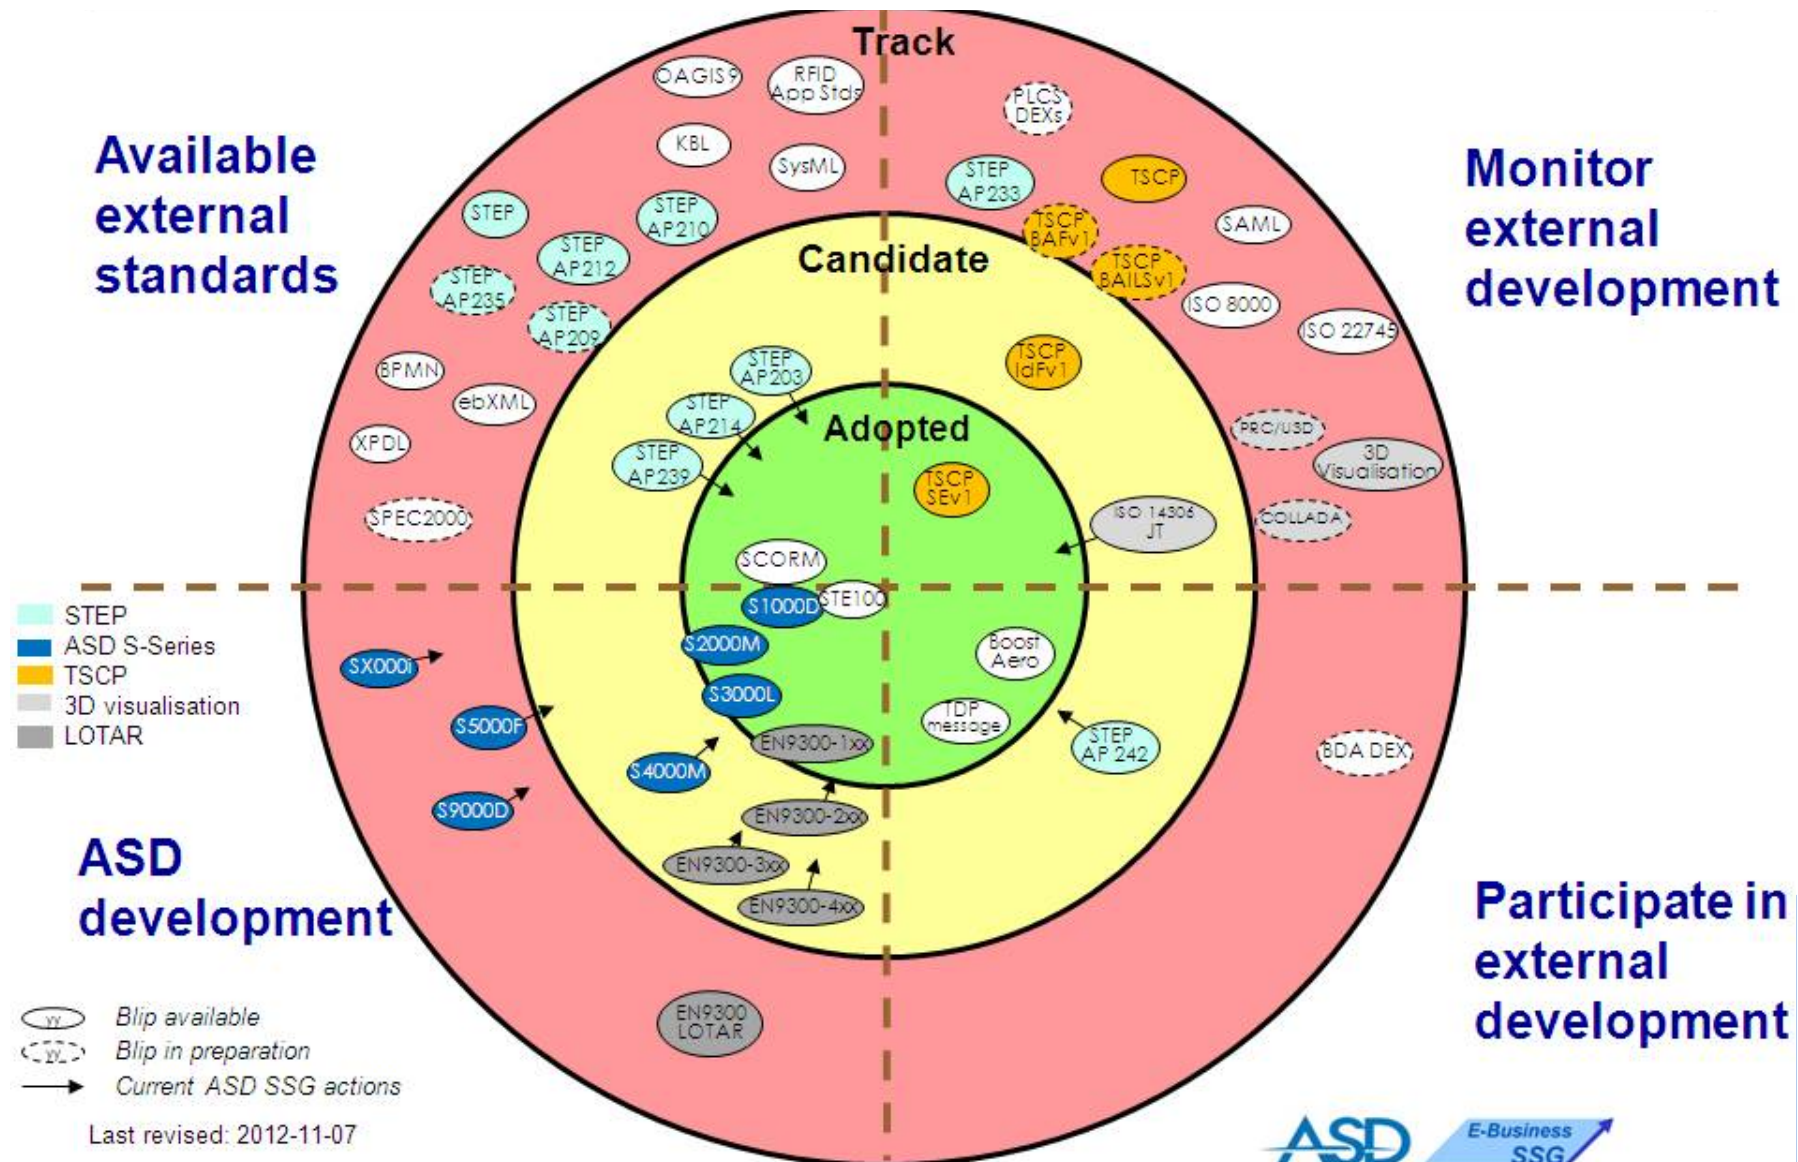 Track
OAGIS9
RFID
App Stds
KBL
SysML
STEP
STEP
AP210
STEP
AP212
STEP
AP235
STEP
AP209
BPMN
ebXML
XPDL
SPEC2000
Available
external
standards
PLCS
DEXs
STEP
AP233
TSCP
TSCP
BAFv1
TSCP
BAILSv1
SAML
ISO 8000
ISO 22745
PRC/USD
3D
Visualisation
COLLADA
Monitor
external
development
Candidate
STEP
AP203
STEP
AP214
STEP
AP239
TSCP
IdFv1
ISO 14306
JT
Adopted
TSCP
SEv1
SCORM
STE100
S1000D
S2000M
S3000L
EN9300-1xx
Boost
Aero
TDP
message
STEP
AP 242
BDA DEX
SX000i
S5000F
S9000D
S4000M
EN9300-2xx
EN9300-3xx
EN9300-4xx
EN9300
LOTAR
STEP
ASD S-Series
TSCP
3D visualisation
LOTAR
ASD
development
Participate in
external
development
yy Blip available
yy Blip in preparation
Current ASD SSG actions
Last revised: 2012-11-07
ASD
E-Business
SSG